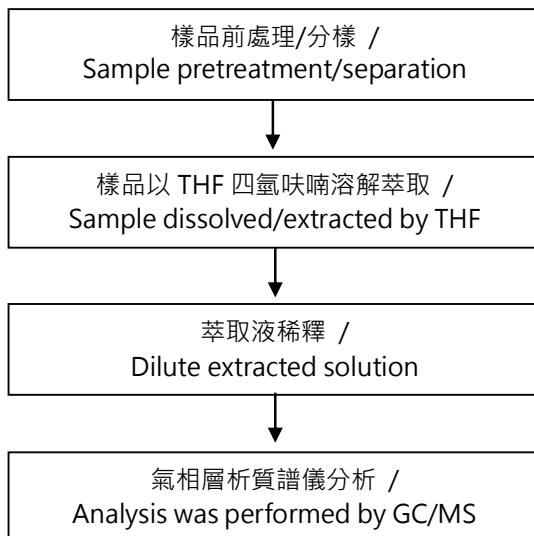 樣品前處理/分樣 /
Sample pretreatment/separation
樣品以 THF 四氫呋喃溶解萃取 /
Sample dissolved/extracted by THF
萃取液稀釋 /
Dilute extracted solution
氣相層析質譜儀分析 /
Analysis was performed by GC/MS